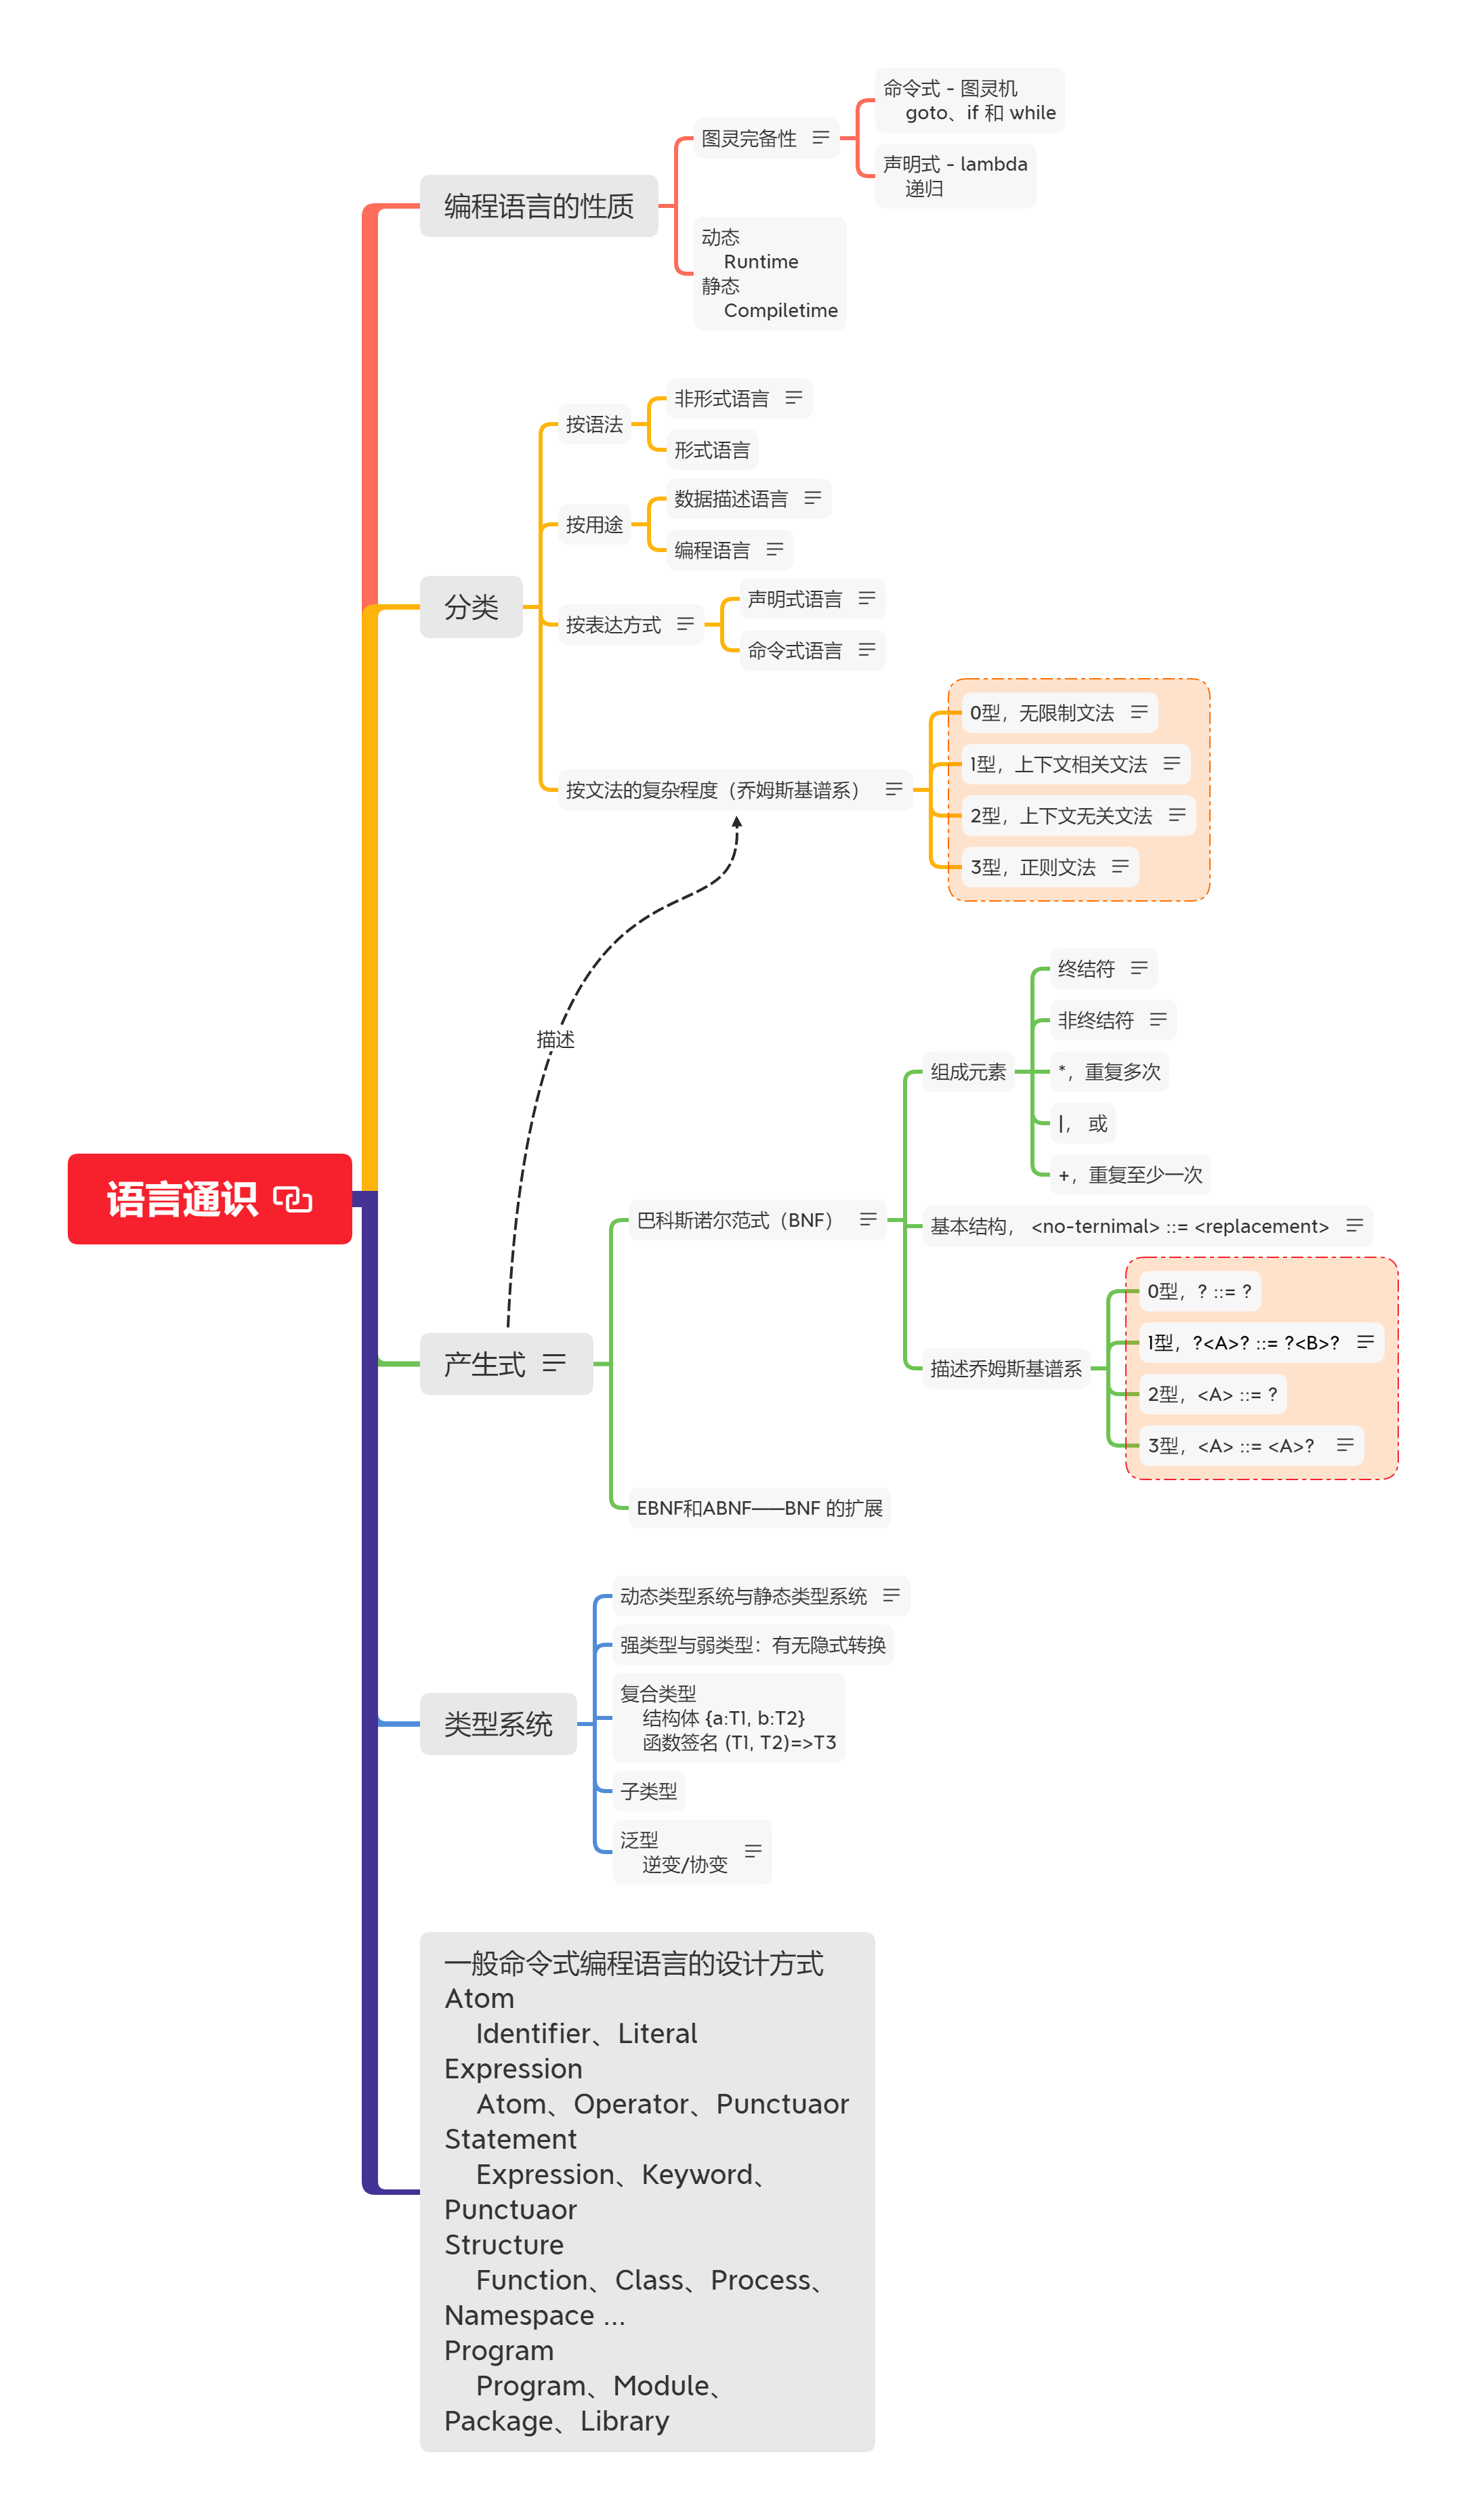 语言通识
编程语言的性质
图灵完备性
命令式 - 图灵机
goto、if 和 while
声明式 - lambda
递归
动态
Runtime
静态
Compiletime
分类
按语法
非形式语言
形式语言
按用途
数据描述语言
编程语言
按表达方式
声明式语言
命令式语言
按文法的复杂程度（乔姆斯基谱系）
0型，无限制文法
1型，上下文相关文法
2型，上下文无关文法
3型，正则文法
描述
产生式
巴科斯诺尔范式（BNF）
组成元素
终结符
非终结符
*，重复多次
|， 或
+，重复至少一次
基本结构， <no-ternimal> ::= <replacement>
描述乔姆斯基谱系
0型，? ::= ?
1型，?<A>? ::= ?<B>?
2型，<A> ::= ?
3型，<A> ::= <A>?
EBNF和ABNF——BNF 的扩展
类型系统
动态类型系统与静态类型系统
强类型与弱类型：有无隐式转换
复合类型
结构体 {a:T1, b:T2}
函数签名 (T1, T2)=>T3
子类型
泛型
逆变/协变
一般命令式编程语言的设计方式
Atom
Identifier、Literal
Expression
Atom、Operator、Punctuaor
Statement
Expression、Keyword、
Punctuaor
Structure
Function、Class、Process、
Namespace ...
Program
Program、Module、
Package、Library